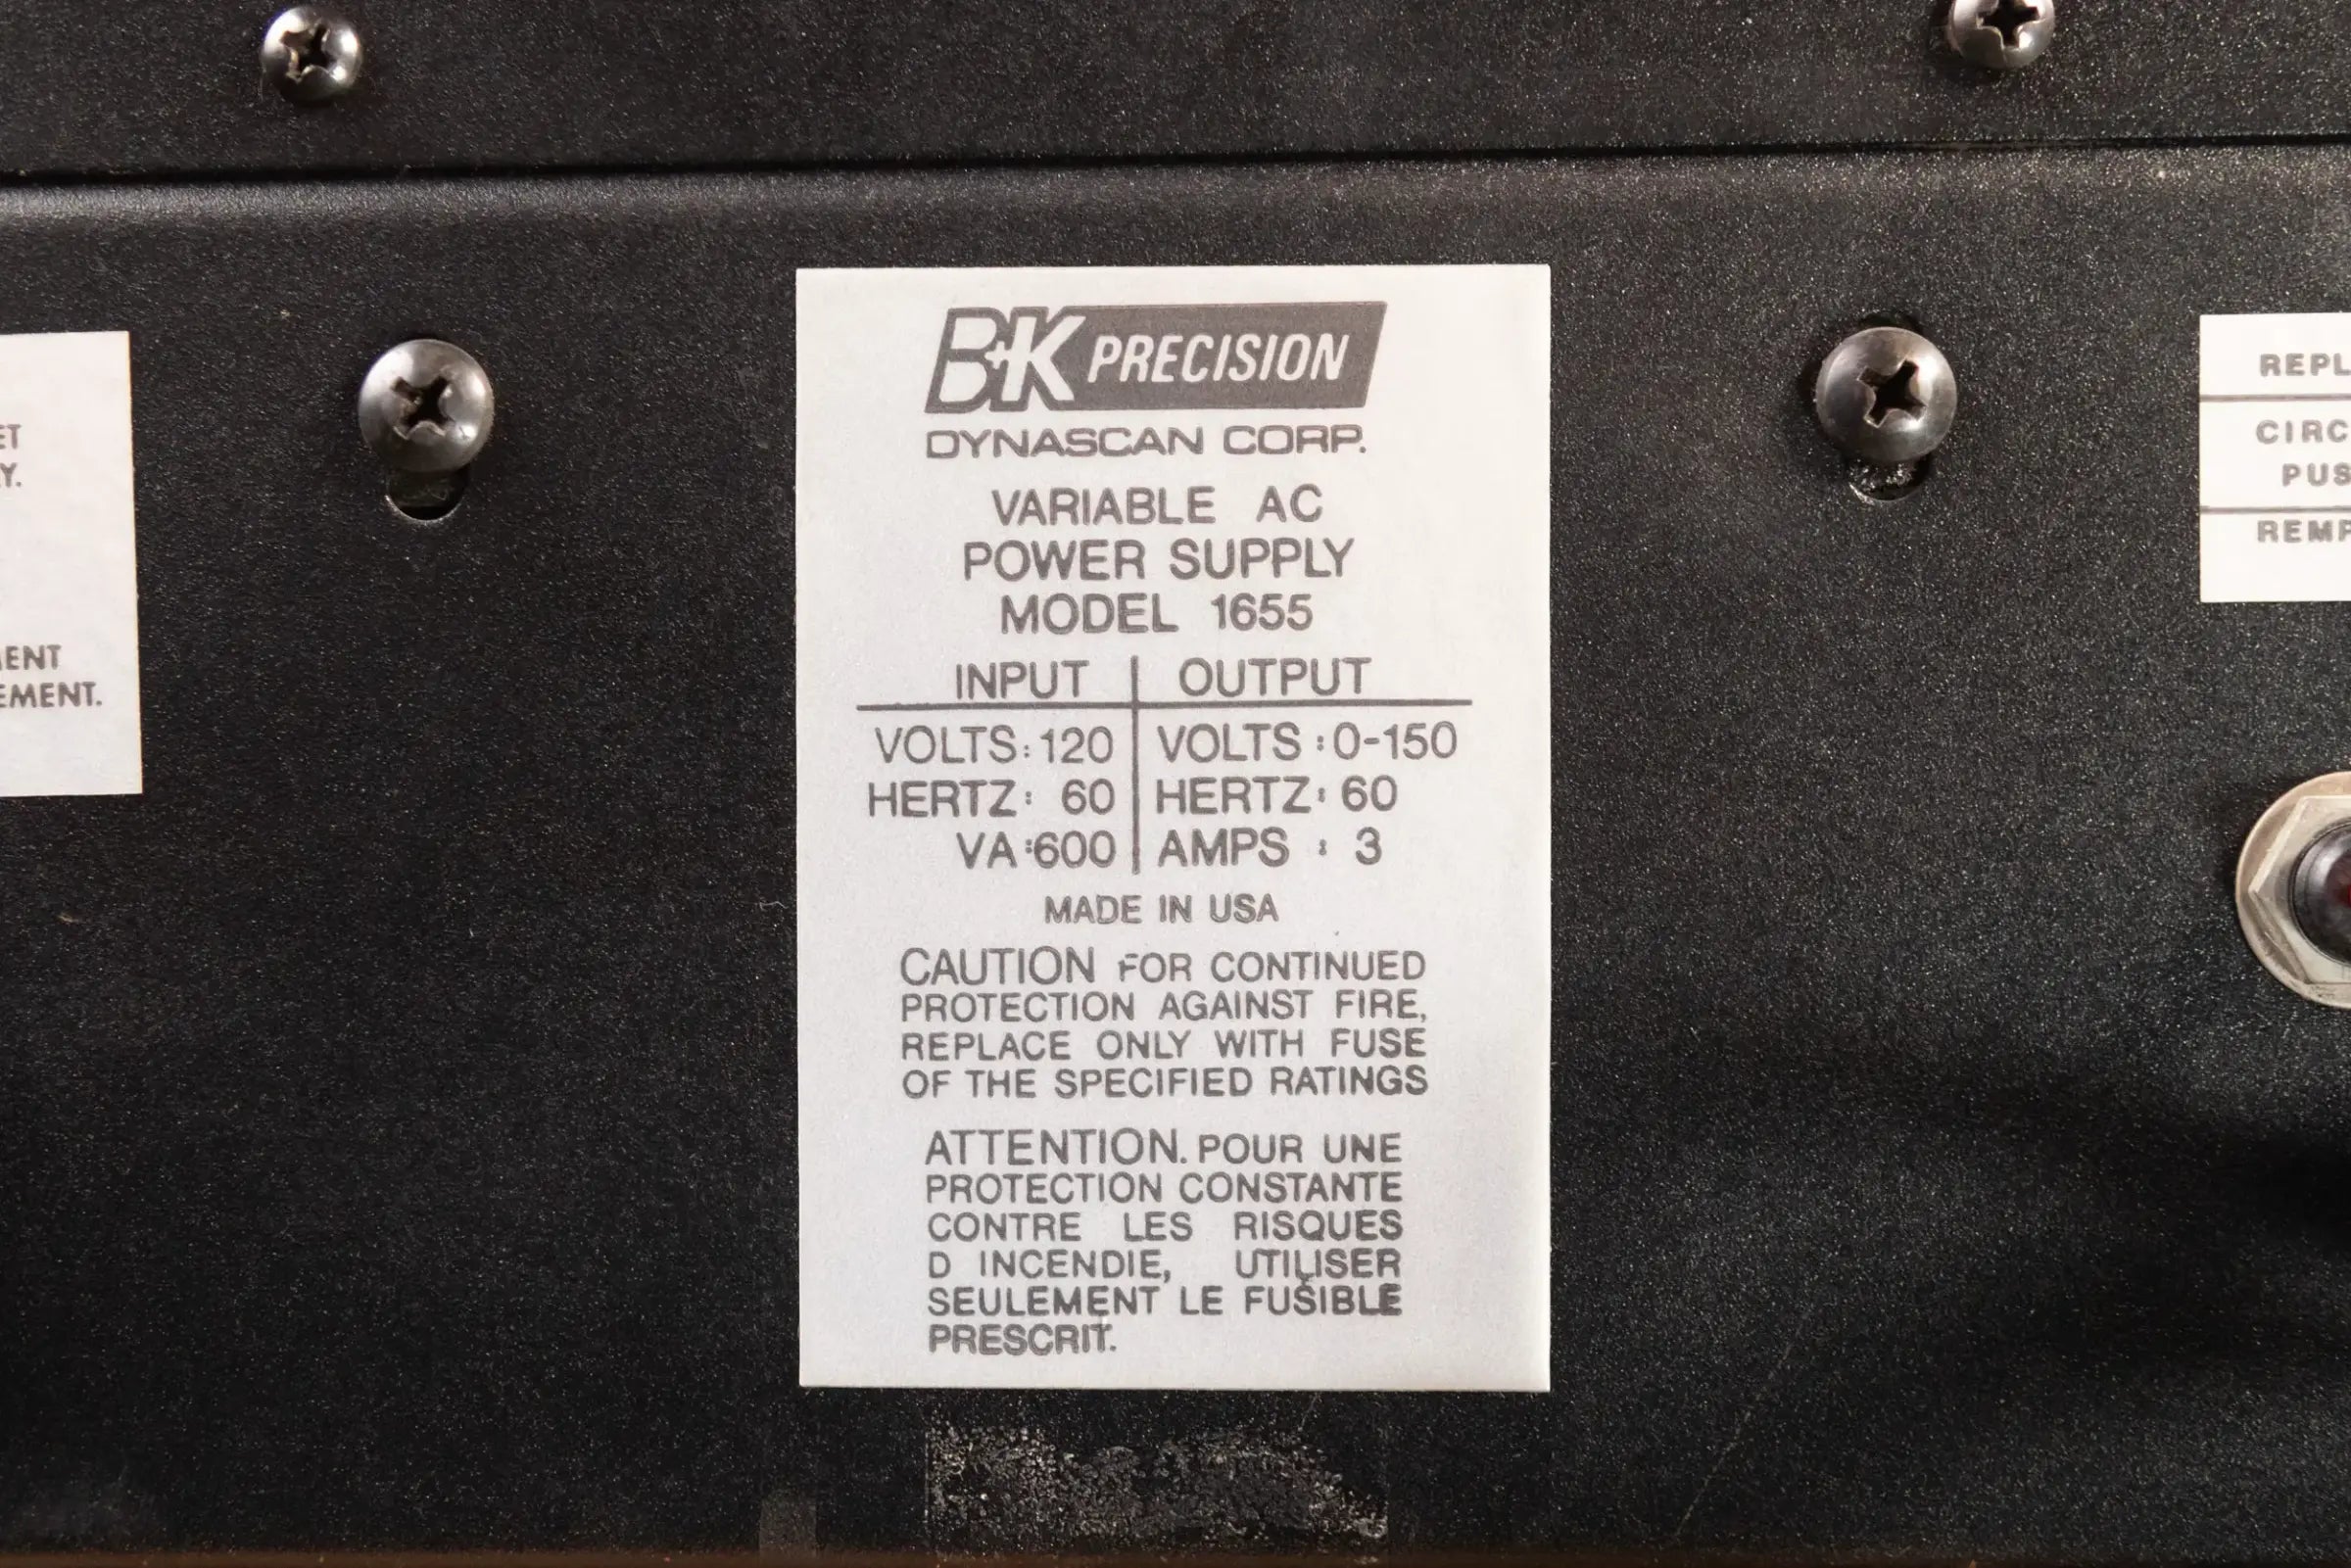 B+K PRECISION
DYNASCAN CORP.
VARIABLE AC
POWER SUPPLY
MODEL 1655
INPUT OUTPUT
VOLTS: 120 VOLTS : 0-150
HERTZ: 60 HERTZ: 60
VA: 600 AMPS : 3
MADE IN USA
CAUTION FOR CONTINUED
PROTECTION AGAINST FIRE,
REPLACE ONLY WITH FUSE
OF THE SPECIFIED RATINGS
ATTENTION. POUR UNE
PROTECTION CONSTANTE
CONTRE LES RISQUES
D INCENDIE, UTILISER
SEULEMENT LE FUSIBLE
PRESCRIT.
ET
Y.
ENT
EMENT.
REPL
CIRC
PUS
REMP